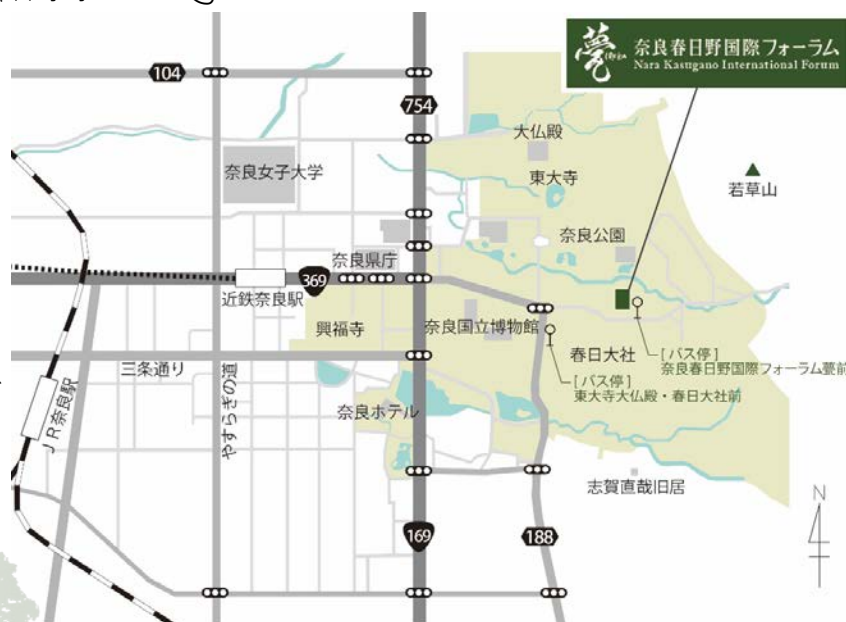 甍
奈良春日野国際フォーラム
Nara Kasugano International Forum
104
754
大仏殿
奈良女子大学
東大寺
若草山
奈良公園
奈良県庁
369
近鉄奈良駅
興福寺
奈良国立博物館
春日大社
[バス停]
奈良春日野国際フォーラム甍前
三条通り
[バス停]
東大寺大仏殿・春日大社前
やすらぎの道
JR奈良駅
奈良ホテル
志賀直哉旧居
N
169
188